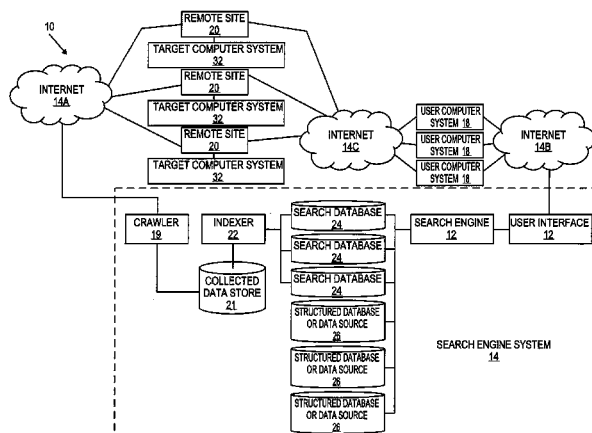 10
REMOTE SITE
20
TARGET COMPUTER SYSTEM
32
REMOTE SITE
20
TARGET COMPUTER SYSTEM
32
REMOTE SITE
20
TARGET COMPUTER SYSTEM
32
INTERNET
14A
INTERNET
14C
USER COMPUTER
SYSTEM 18
USER COMPUTER
SYSTEM 18
USER COMPUTER
SYSTEM 18
INTERNET
14B
CRAWLER
19
INDEXER
22
COLLECTED
DATA STORE
21
SEARCH DATABASE
24
SEARCH DATABASE
24
SEARCH DATABASE
24
STRUCTURED DATABASE
OR DATA SOURCE
26
STRUCTURED DATABASE
OR DATA SOURCE
26
STRUCTURED DATABASE
OR DATA SOURCE
26
SEARCH ENGINE
12
USER INTERFACE
12
SEARCH ENGINE SYSTEM
14